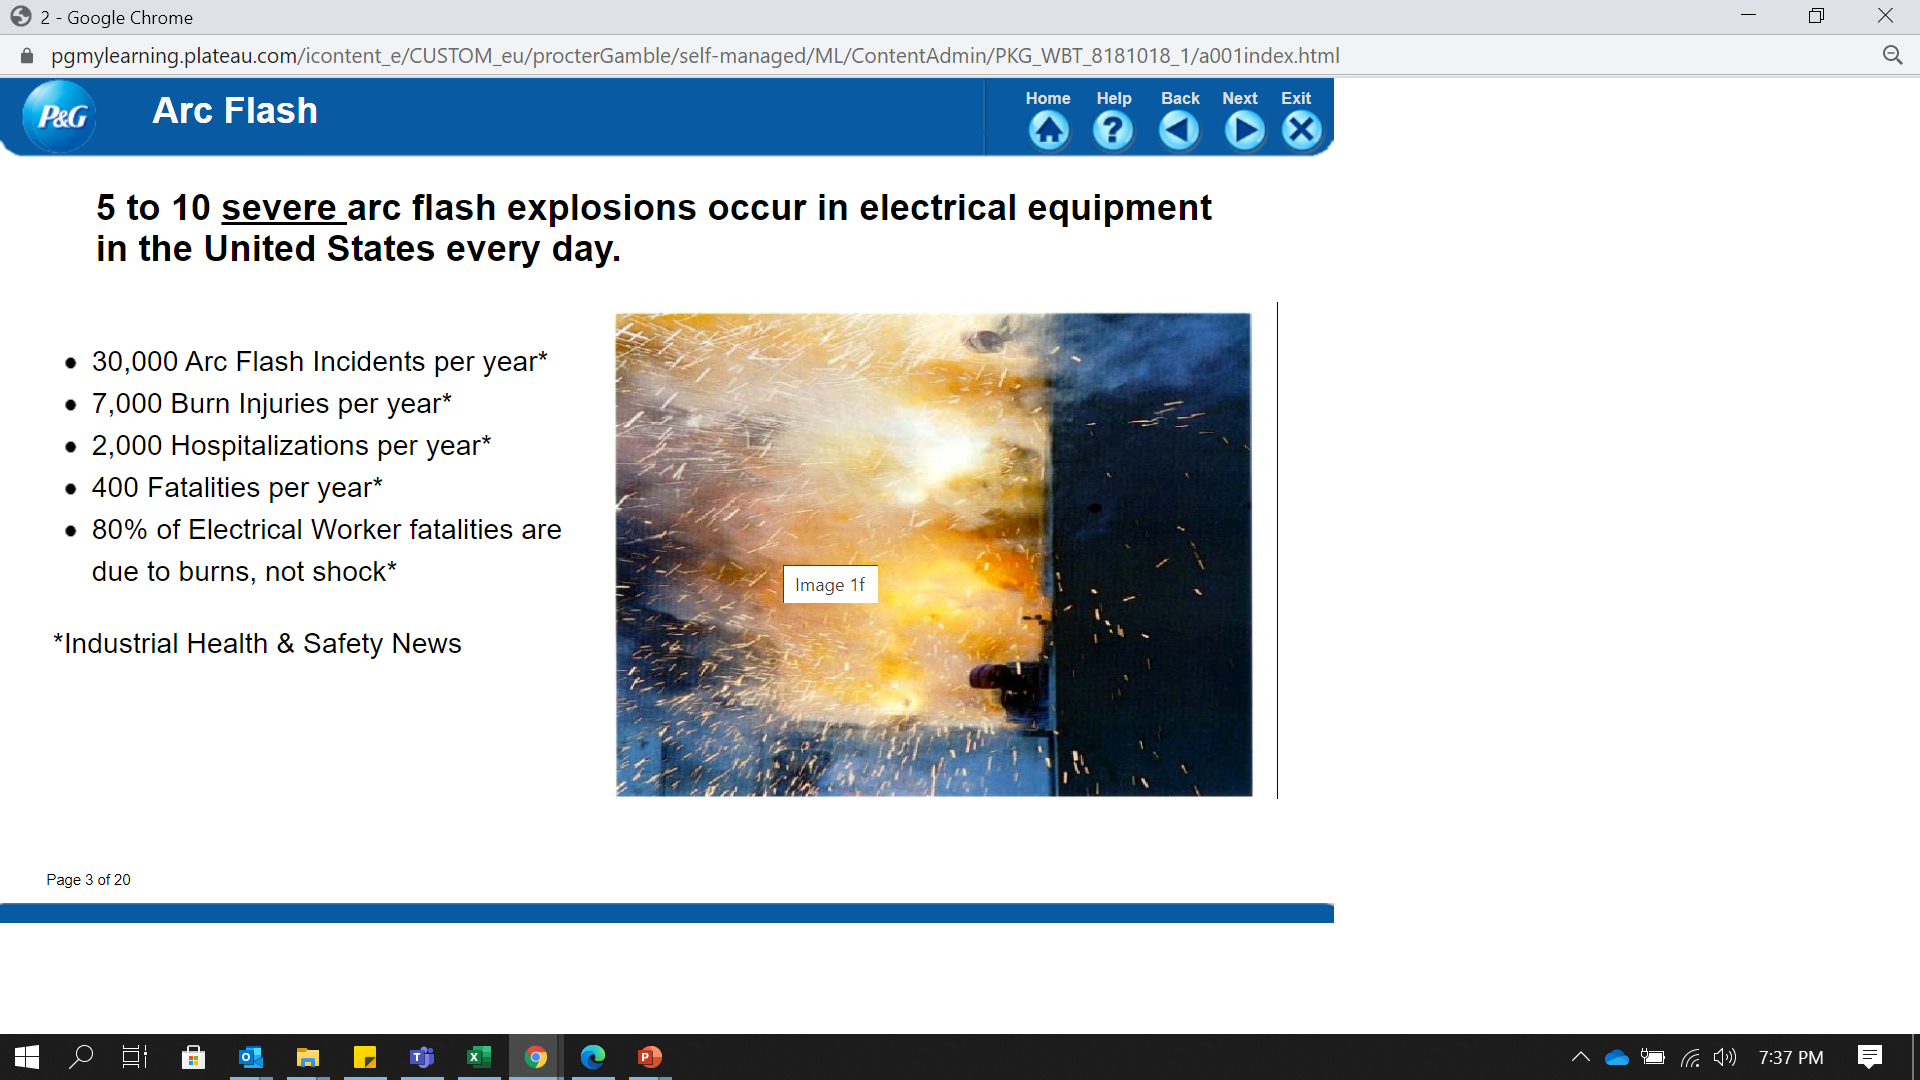 2 - Google Chrome
pgmylearning.plateau.com/icontent_e/CUSTOM_eu/procterGamble/self-managed/ML/ContentAdmin/PKG_WBT_8181018_1/a001index.html
P&G
Arc Flash
Home Help Back Next Exit
5 to 10 severe arc flash explosions occur in electrical equipment
in the United States every day.
• 30,000 Arc Flash Incidents per year*
• 7,000 Burn Injuries per year*
• 2,000 Hospitalizations per year*
• 400 Fatalities per year*
• 80% of Electrical Worker fatalities are
due to burns, not shock*
Image 1f
*Industrial Health & Safety News
Page 3 of 20
7:37 PM